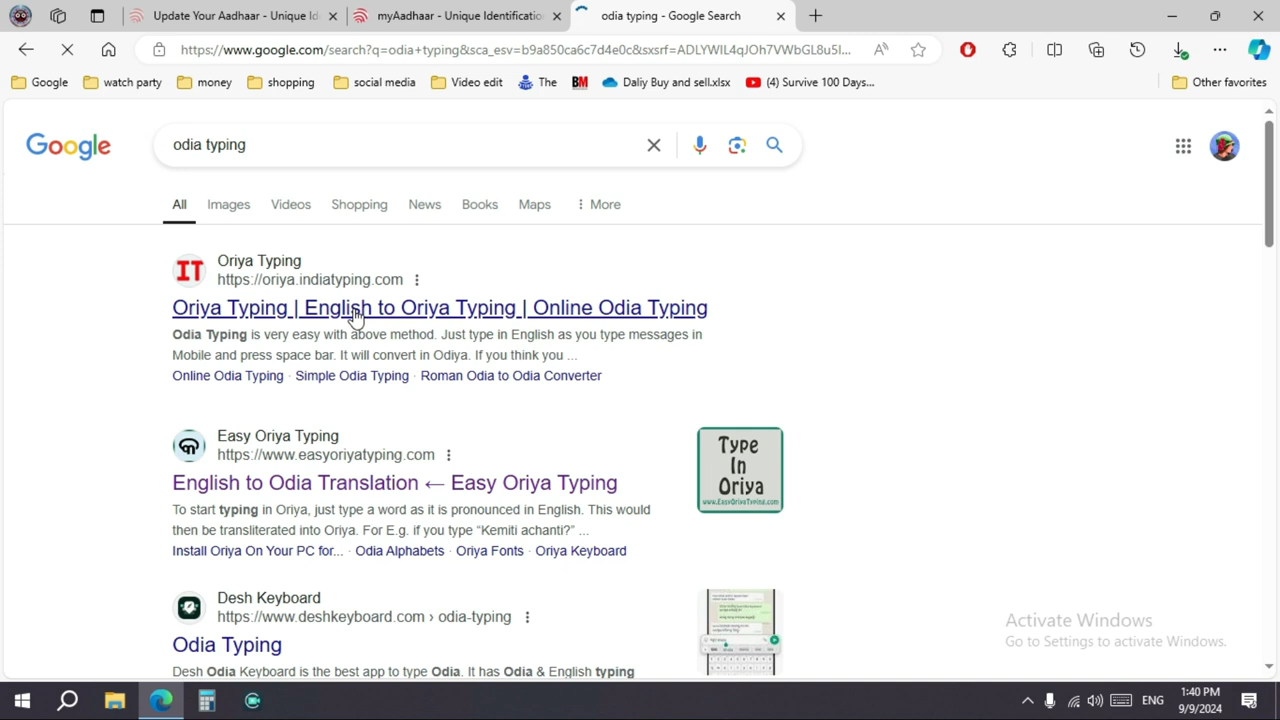 Update Your Aadhaar - Unique Id
myAadhaar - Unique Identification
odia typing - Google Search
https://www.google.com/search?q=odia+typing&sca_esv=b9a850ca6c7d4e0c&sxsrf=ADLYWIL4qJOh7VWbGL8u5l...
Google
watch party
money
shopping
social media
Video edit
The
BM
Daliy Buy and sell.xlsx
(4) Survive 100 Days...
Other favorites
Google
odia typing
All
Images
Videos
Shopping
News
Books
Maps
More
IT
Oriya Typing
https://oriya.indiatyping.com
Oriya Typing | English to Oriya Typing | Online Odia Typing
Odia Typing is very easy with above method. Just type in English as you type messages in
Mobile and press space bar. It will convert in Odiya. If you think you ...
Online Odia Typing · Simple Odia Typing · Roman Odia to Odia Converter
Easy Oriya Typing
https://www.easyoriyatyping.com
English to Odia Translation ← Easy Oriya Typing
To start typing in Oriya, just type a word as it is pronounced in English. This would
then be transliterated into Oriya. For E.g. if you type “Kemiti achanti?” ...
Install Oriya On Your PC for... · Odia Alphabets · Oriya Fonts · Oriya Keyboard
Type
In
Oriya
www.EasyOriyaTyping.com
Desh Keyboard
https://www.deshkeyboard.com › odia-typing
Odia Typing
Desh Odia Keyboard is the best app to type Odia. It has Odia & English typing
Activate Windows
Go to Settings to activate Windows.
ENG
1:40 PM
9/9/2024